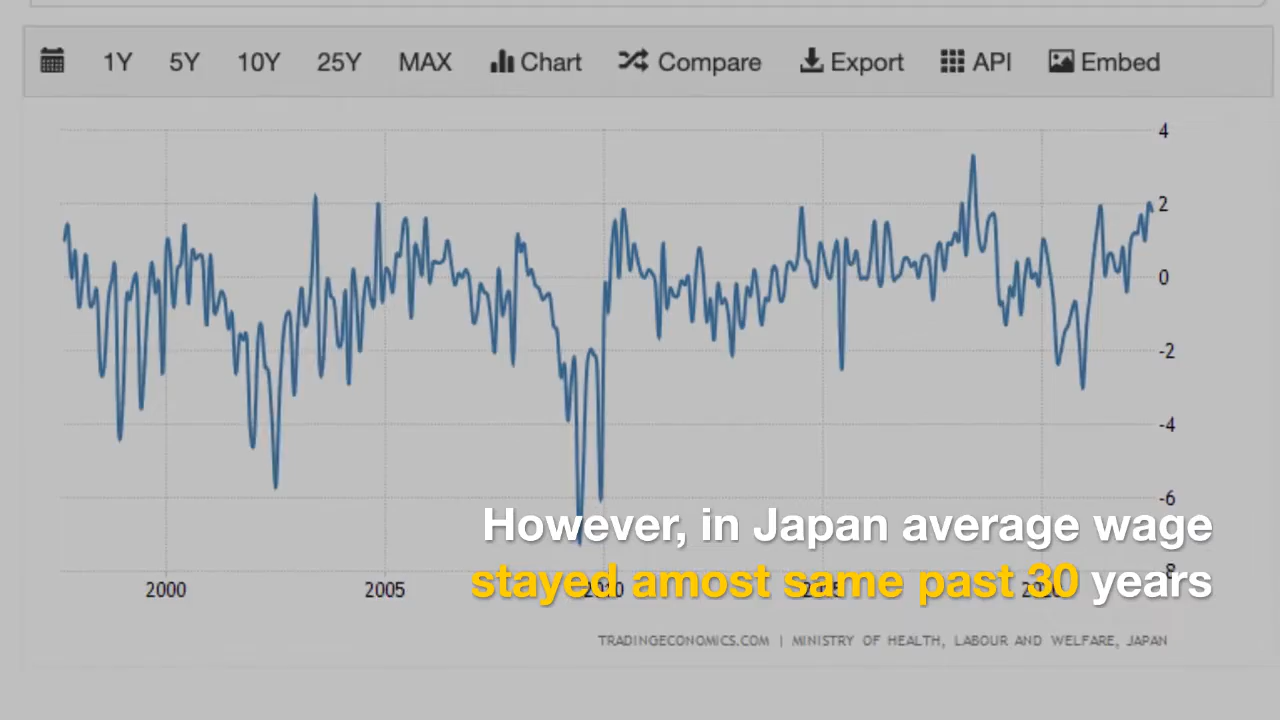 1Y 5Y 10Y 25Y MAX Chart Compare Export API Embed
4
2
0
-2
-4
-6
However, in Japan average wage
stayed amost same past 30 years
2000 2005
TRADINGECONOMICS.COM | MINISTRY OF HEALTH, LABOUR AND WELFARE, JAPAN